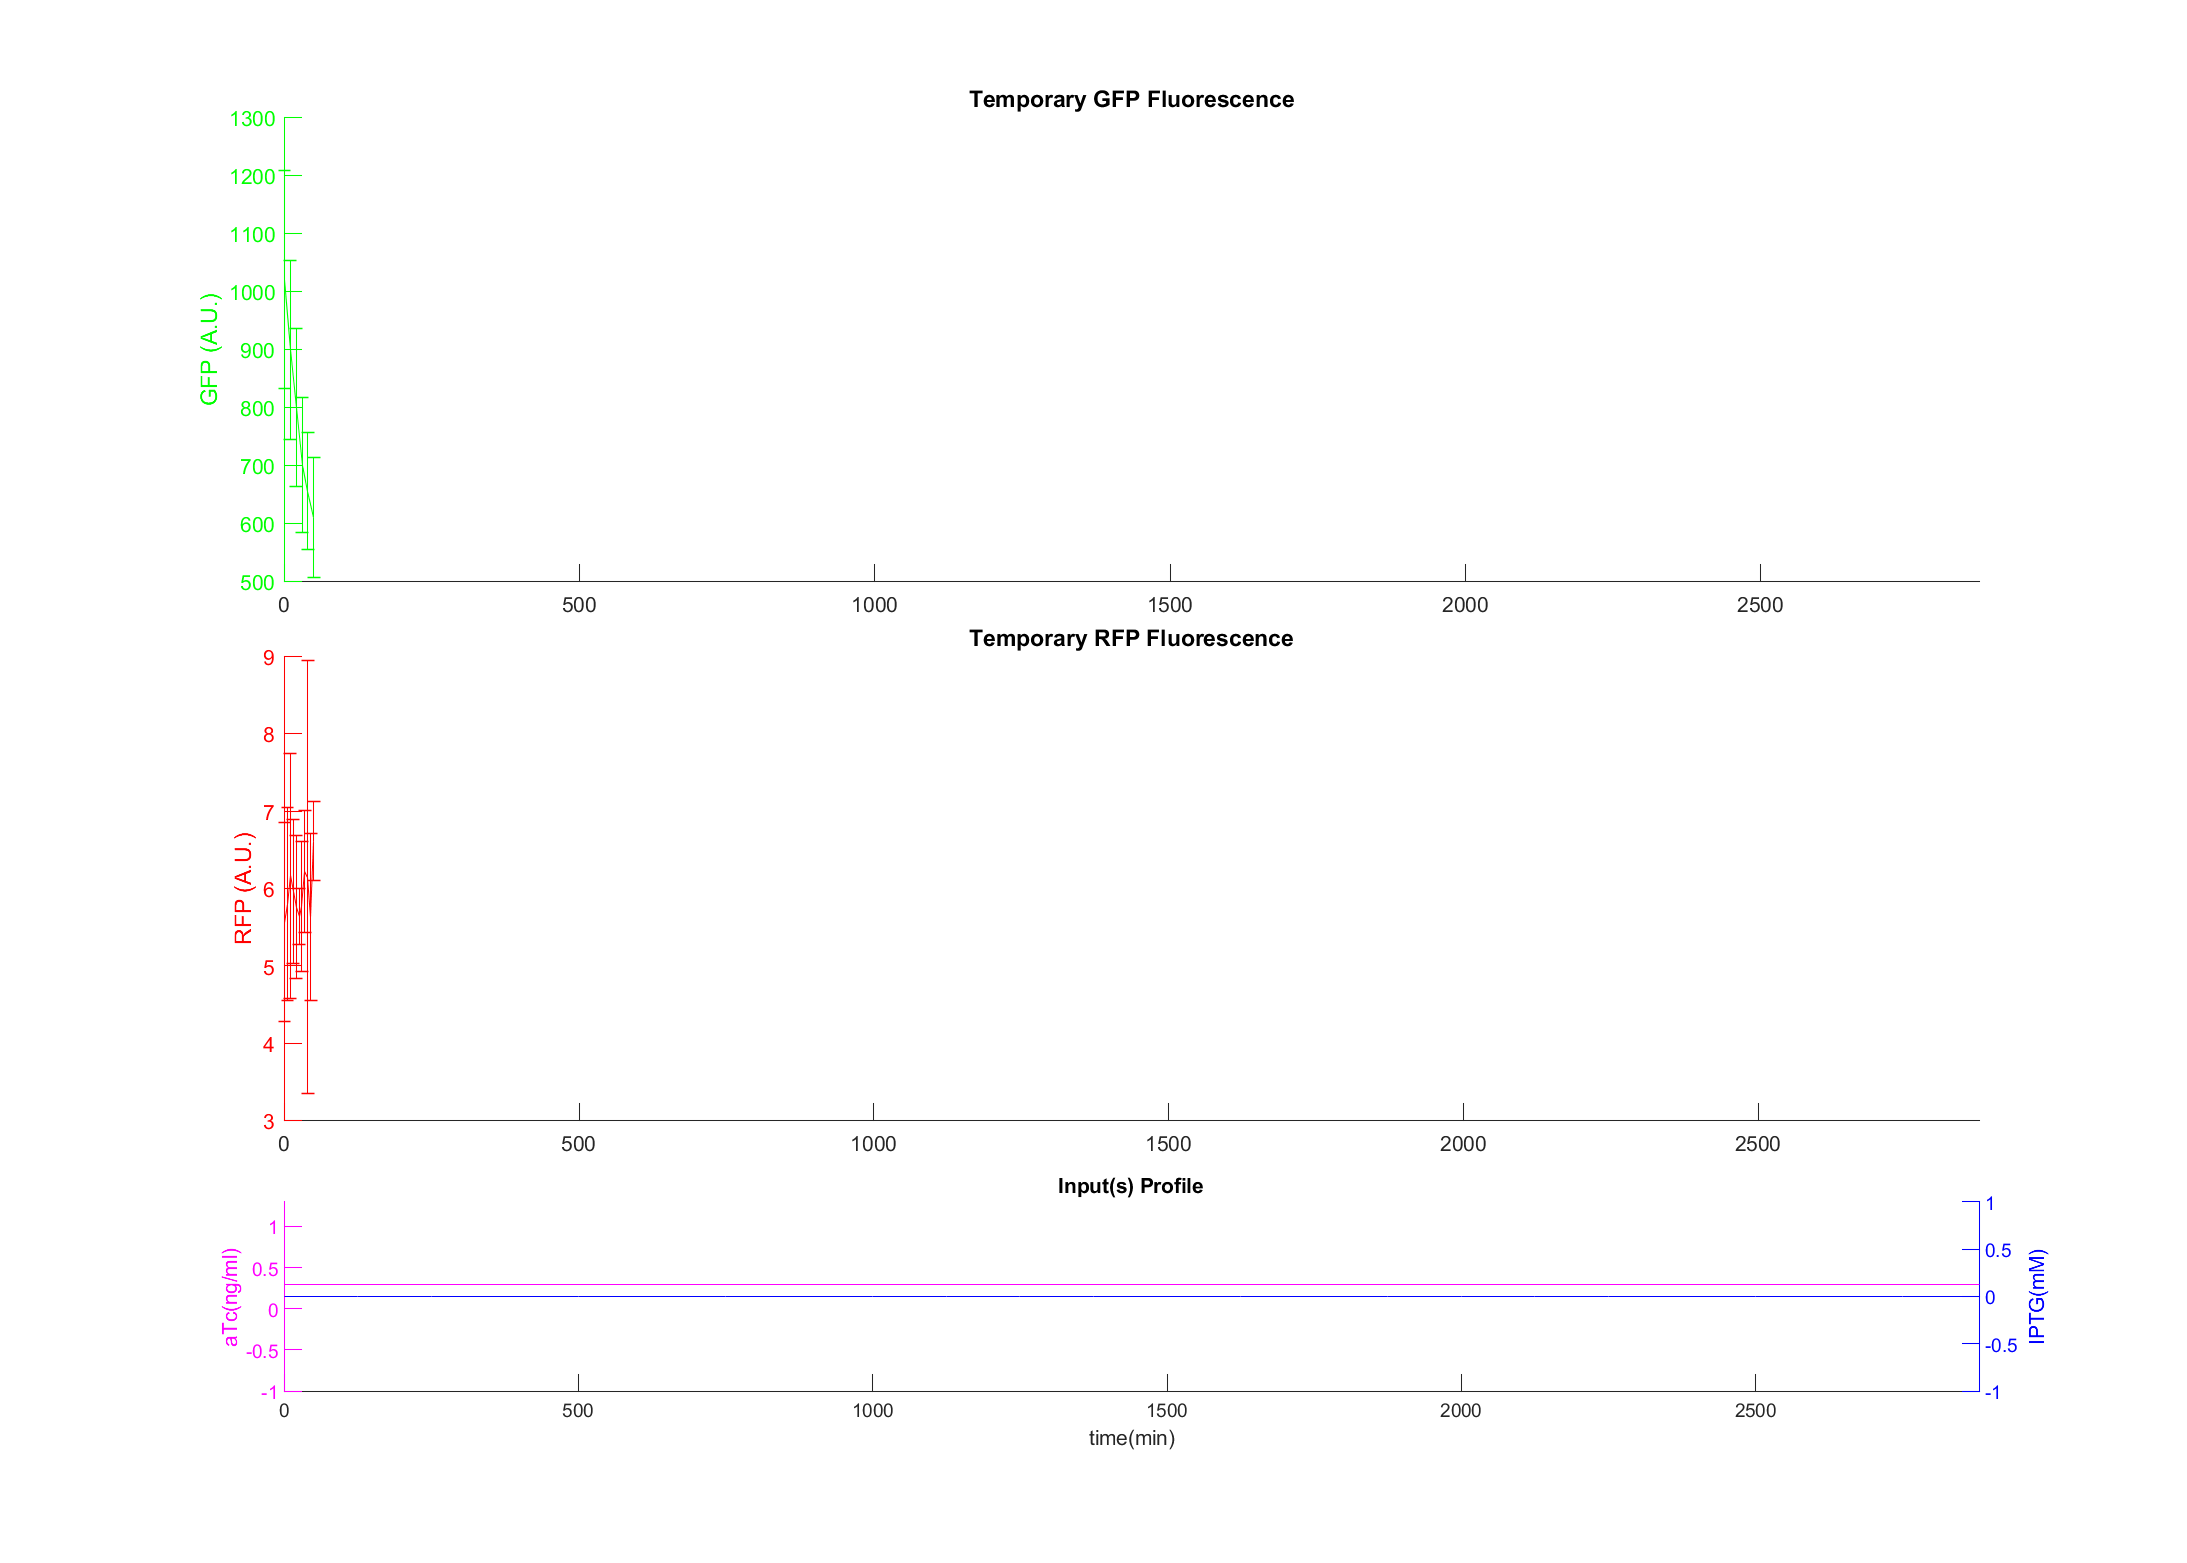 Temporary GFP Fluorescence
1300
1200
1100
1000
900
800
700
600
500
GFP (A.U.)
0 500 1000 1500 2000 2500
Temporary RFP Fluorescence
9
8
7
6
5
4
3
RFP (A.U.)
0 500 1000 1500 2000 2500
Input(s) Profile
1
0.5
0
-0.5
-1
aTc(ng/ml)
1
0.5
0
-0.5
-1
IPTG(mM)
0 500 1000 1500 2000 2500
time(min)